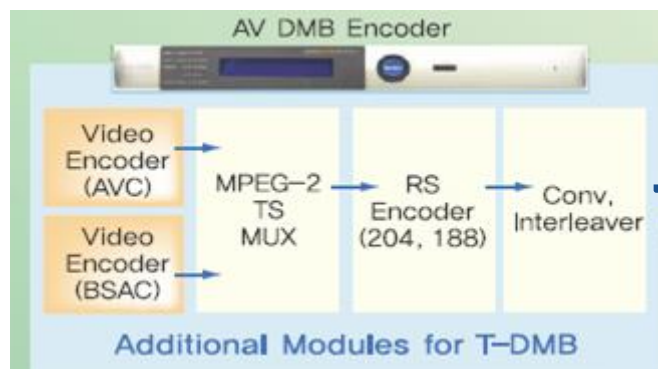 AV DMB Encoder
Video
Encoder
(AVC)
MPEG-2
TS
MUX
RS
Encoder
(204, 188)
Conv,
Interleaver
Video
Encoder
(BSAC)
Additional Modules for T-DMB